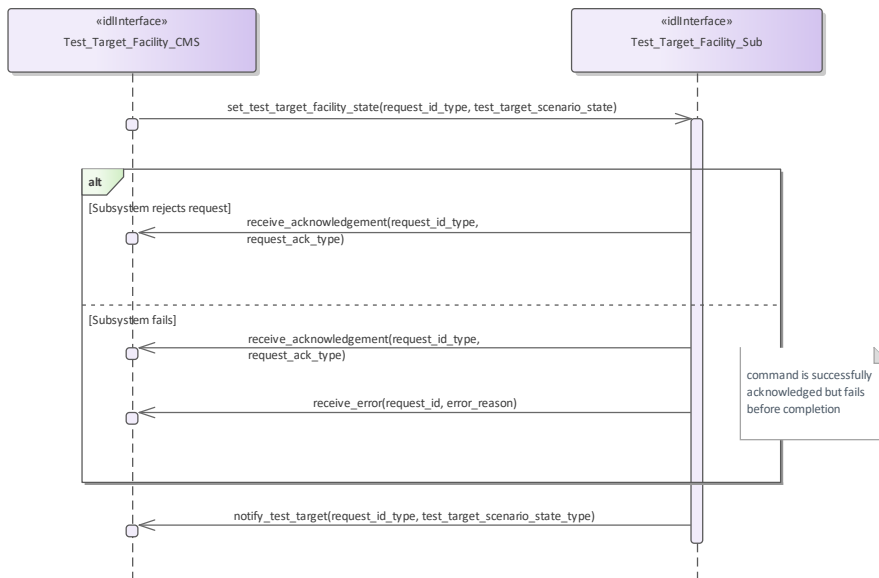 «idlInterface»
Test_Target_Facility_CMS
«idlInterface»
Test_Target_Facility_Sub
set_test_target_facility_state(request_id_type, test_target_scenario_state)
alt
[Subsystem rejects request]
receive_acknowledgement(request_id_type,
request_ack_type)
[Subsystem fails]
receive_acknowledgement(request_id_type,
request_ack_type)
command is successfully
acknowledged but fails
before completion
receive_error(request_id, error_reason)
notify_test_target(request_id_type, test_target_scenario_state_type)